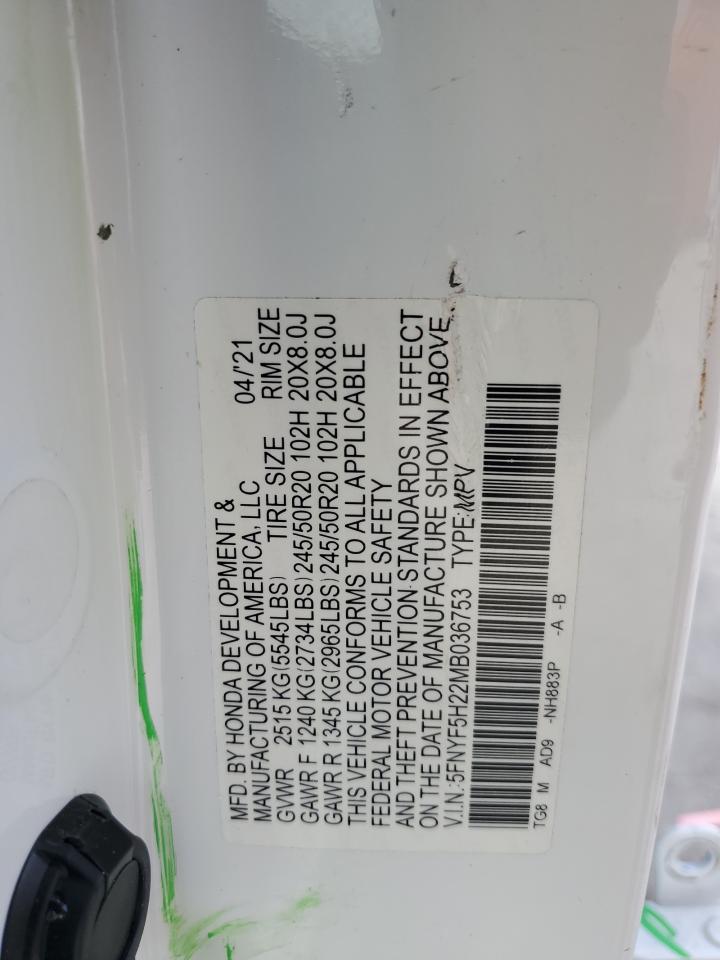 MFD. BY HONDA DEVELOPMENT &
MANUFACTURING OF AMERICA, LLC 04/'21
GVWR 2515 KG(5545LBS) TIRE SIZE RIM SIZE
GAWR F 1240 KG(2734LBS) 245/50R20 102H 20X8.0J
GAWR R 1345 KG(2965LBS) 245/50R20 102H 20X8.0J
THIS VEHICLE CONFORMS TO ALL APPLICABLE
FEDERAL MOTOR VEHICLE SAFETY
AND THEFT PREVENTION STANDARDS IN EFFECT
ON THE DATE OF MANUFACTURE SHOWN ABOVE.
V.I.N.:5FNYF5H22MB036753 TYPE:MPV
TG8 M AD9 -NH883P -A -B